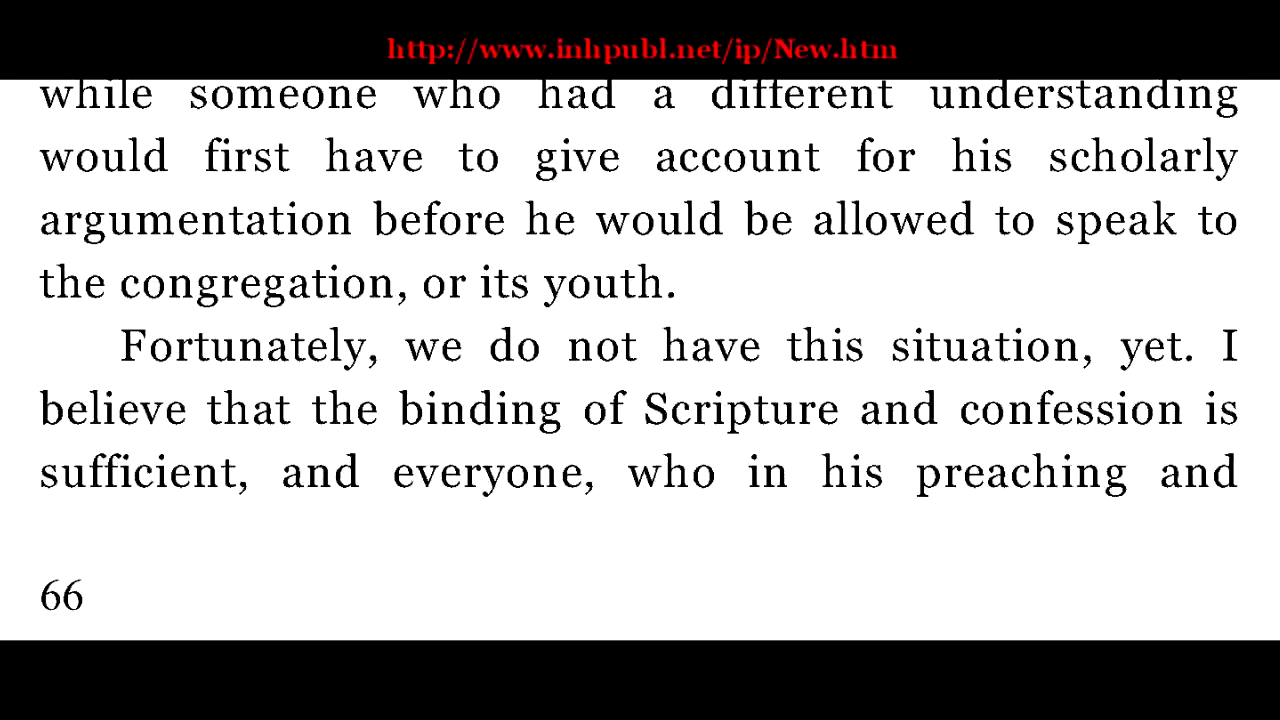 http://www.inhpubl.net/ip/New.htm
while someone who had a different understanding
would first have to give account for his scholarly
argumentation before he would be allowed to speak to
the congregation, or its youth.
Fortunately, we do not have this situation, yet. I
believe that the binding of Scripture and confession is
sufficient, and everyone, who in his preaching and
66